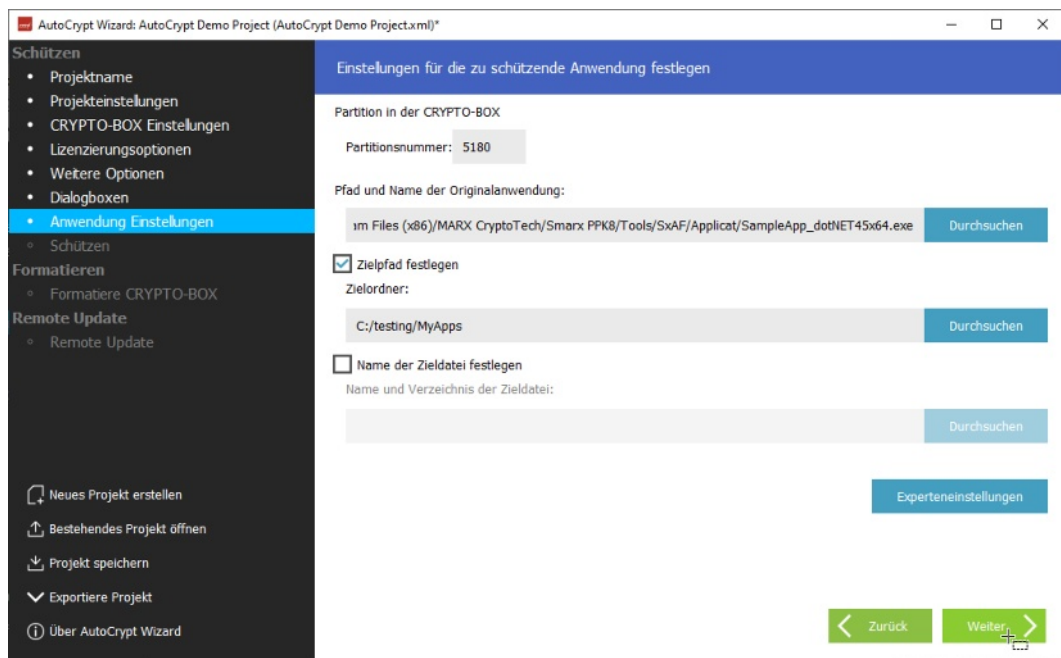 AutoCrypt Wizard: AutoCrypt Demo Project (AutoCrypt Demo Project.xml)*
Schützen
Projektname
Projekteinstellungen
CRYPTO-BOX Einstellungen
Lizenzierungsoptionen
Weitere Optionen
Dialogboxen
Anwendung Einstellungen
Schützen
Formatieren
Formatiere CRYPTO-BOX
Remote Update
Remote Update
Neues Projekt erstellen
Bestehendes Projekt öffnen
Projekt speichern
Exportiere Projekt
Über AutoCrypt Wizard
Einstellungen für die zu schützende Anwendung festlegen
Partition in der CRYPTO-BOX
Partitionsnummer: 5180
Pfad und Name der Originalanwendung:
m Files (x86)/MARX CryptoTech/Smarx PPK8/Tools/SxAF/Applicat/SampleApp_dotNET45x64.exe Durchsuchen
Zielpfad festlegen
Zielordner:
C:/testing/MyApps Durchsuchen
Name der Zieldatei festlegen
Name und Verzeichnis der Zieldatei:
Durchsuchen
Experteneinstellungen
Zurück Weiter